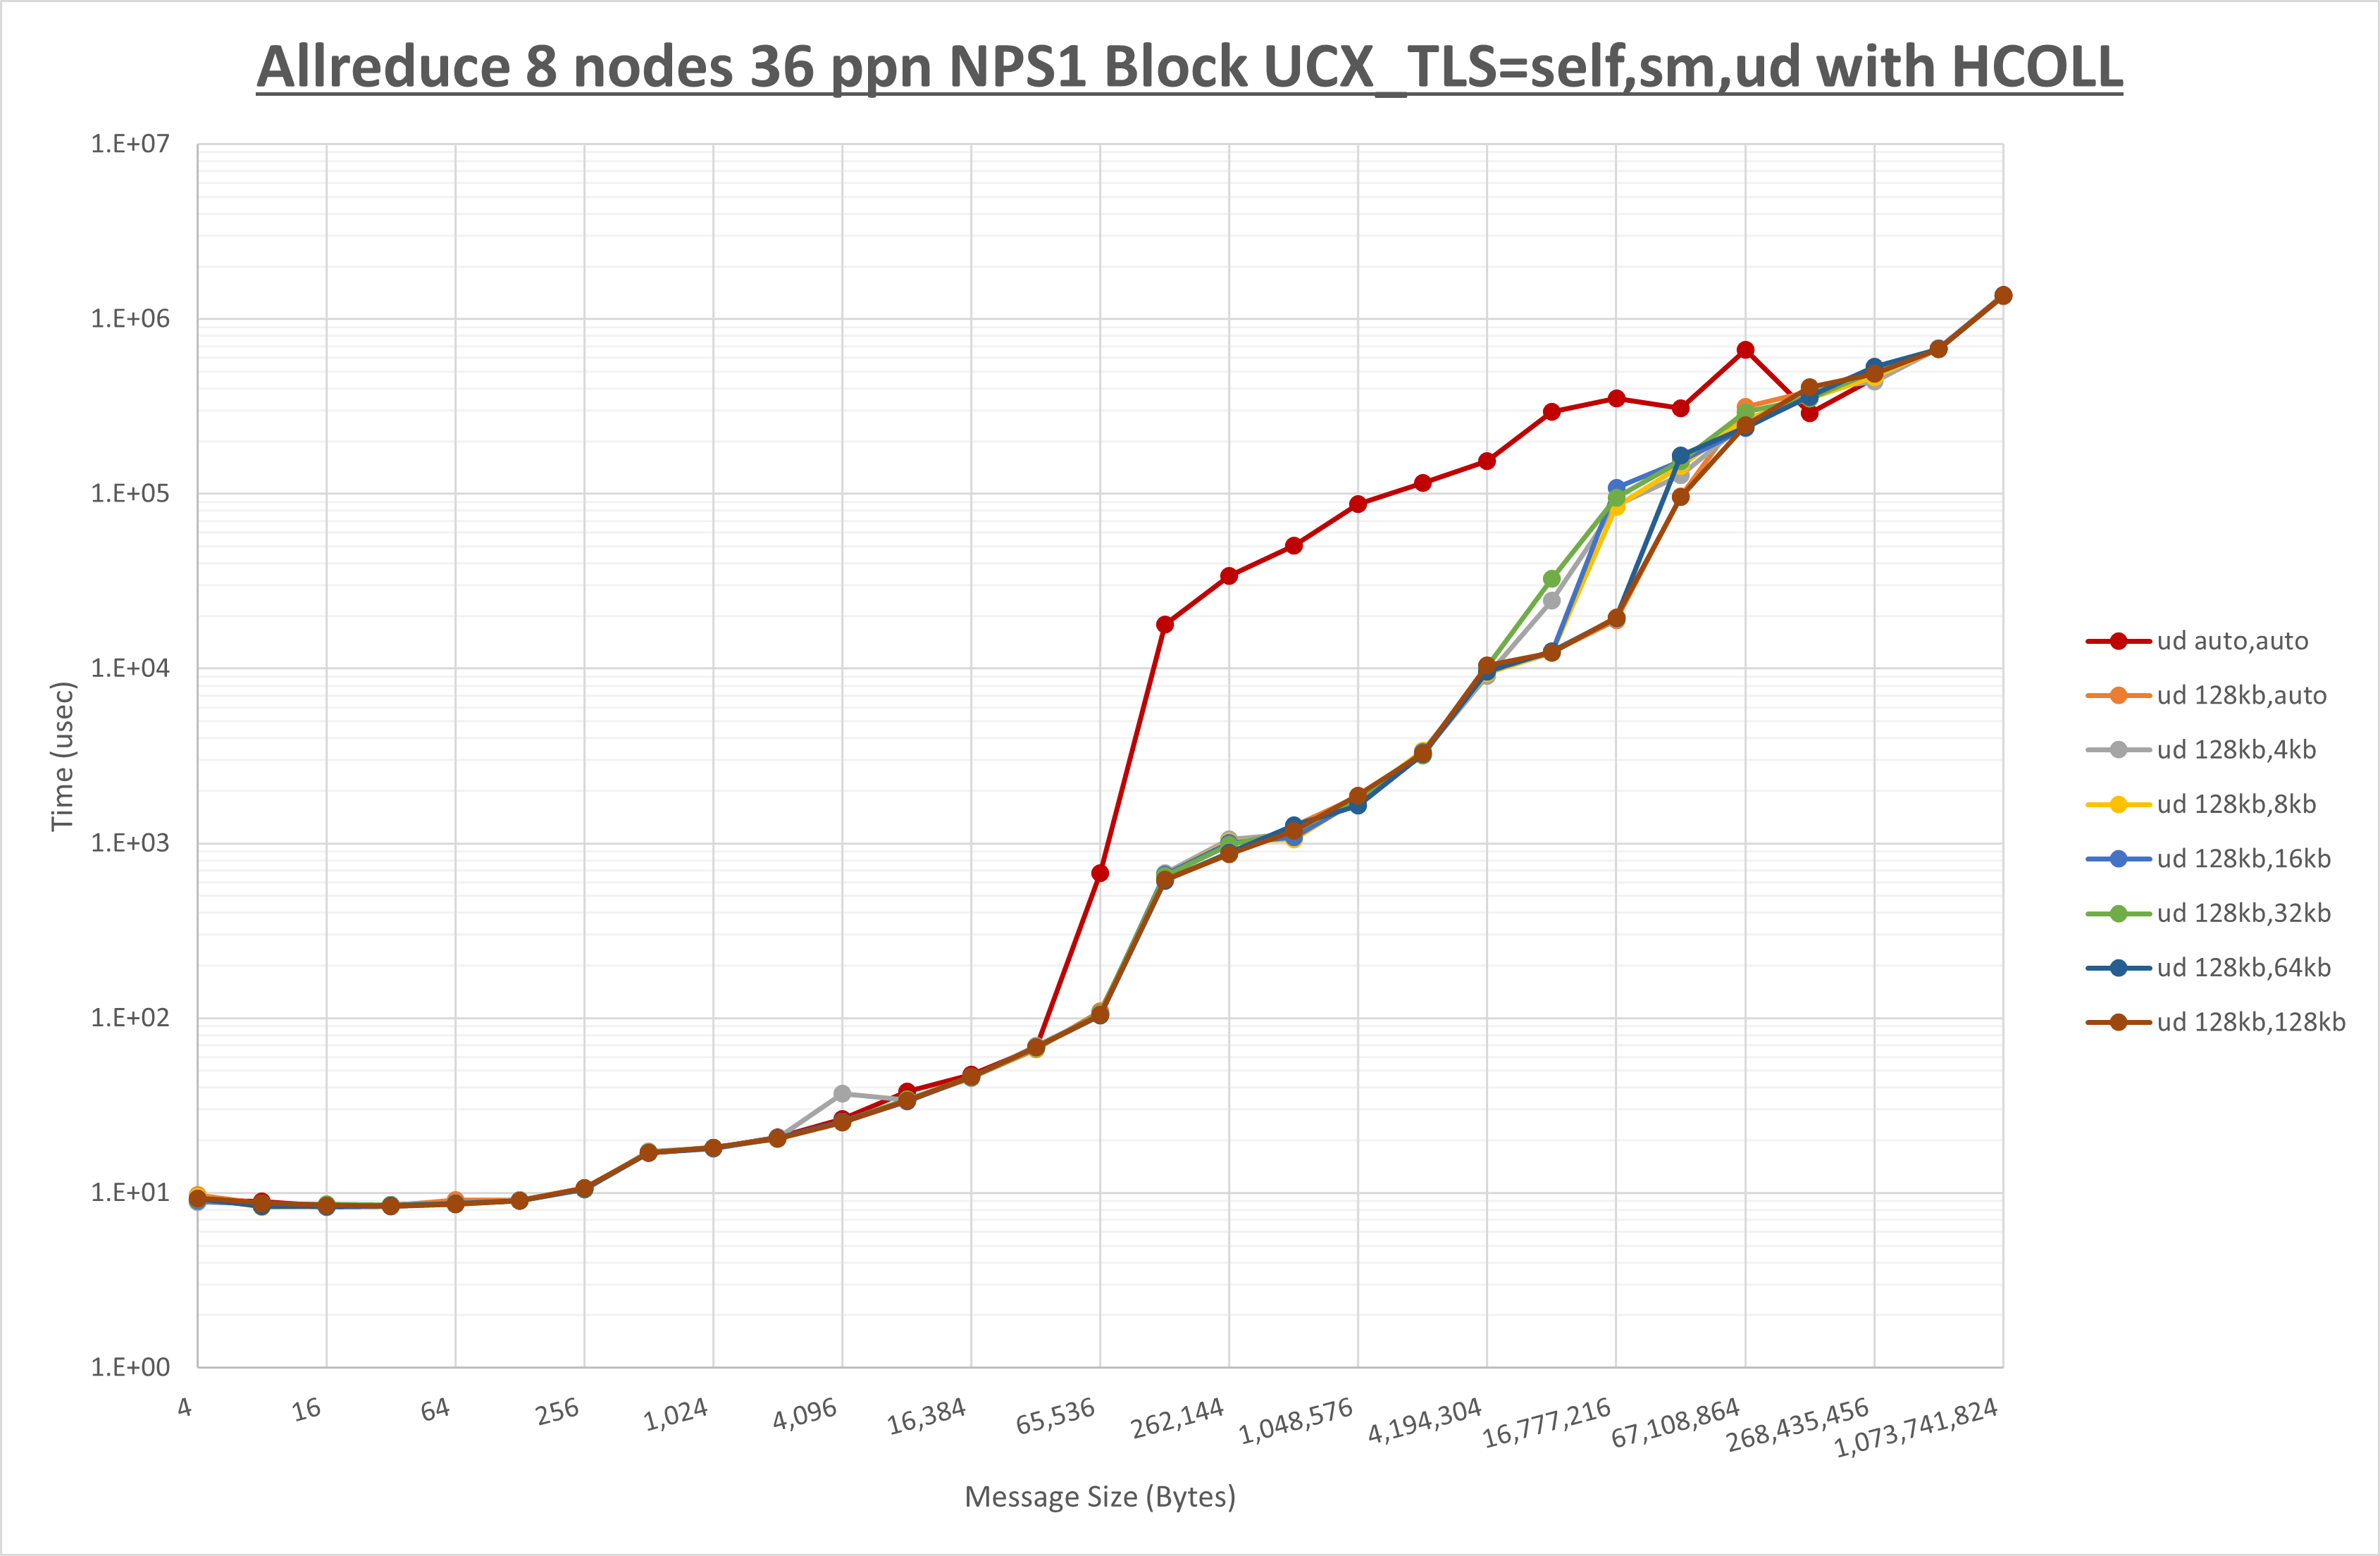 Allreduce 8 nodes 36 ppn NPS1 Block UCX_TLS=self,sm,ud with HCOLL
1.E+07
1.E+06
1.E+05
1.E+04
1.E+03
1.E+02
1.E+01
1.E+00
Time (usec)
4
16
64
256
1,024
4,096
16,384
65,536
262,144
1,048,576
4,194,304
16,777,216
67,108,864
268,435,456
1,073,741,824
Message Size (Bytes)
ud auto,auto
ud 128kb,auto
ud 128kb,4kb
ud 128kb,8kb
ud 128kb,16kb
ud 128kb,32kb
ud 128kb,64kb
ud 128kb,128kb